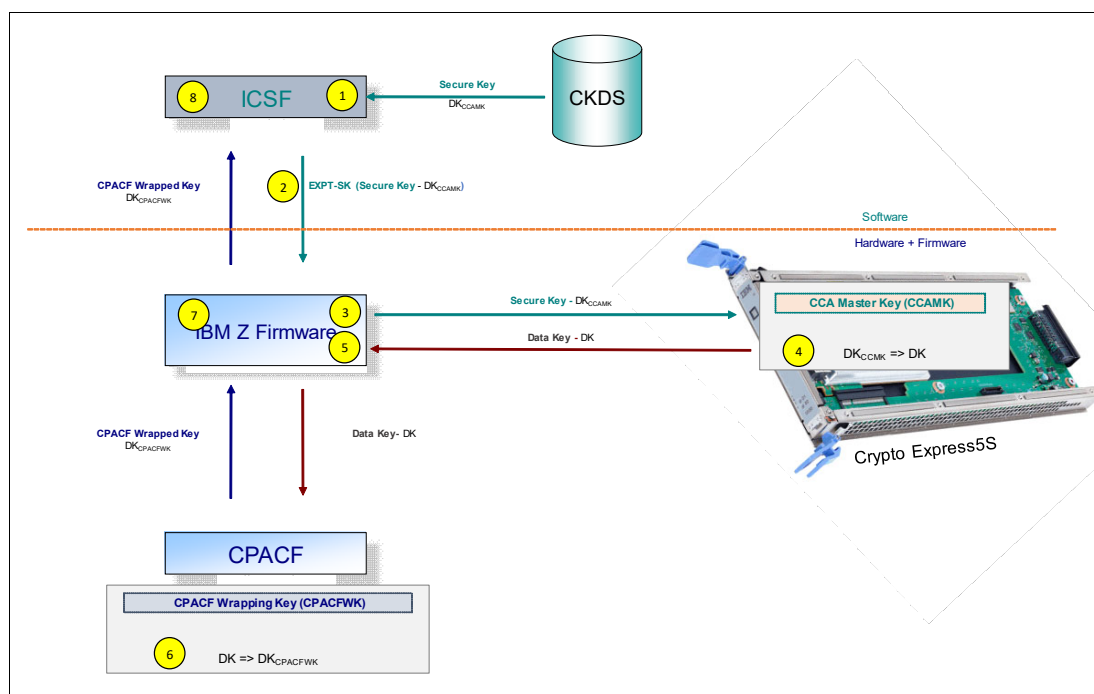 8
ICSF
1
Secure Key
DKCCAMK
CKDS
CPACF Wrapped Key
DKCPACFWK
2
EXPT-SK (Secure Key - DKCCAMK)
Software
Hardware + Firmware
7
IBM Z Firmware
3
5
Secure Key - DKCCAMK
Data Key - DK
CCA Master Key (CCAMK)
4
DKCCMK => DK
Crypto Express5S
CPACF Wrapped Key
DKCPACFWK
Data Key- DK
CPACF
CPACF Wrapping Key (CPACFWK)
6
DK => DKCPACFWK